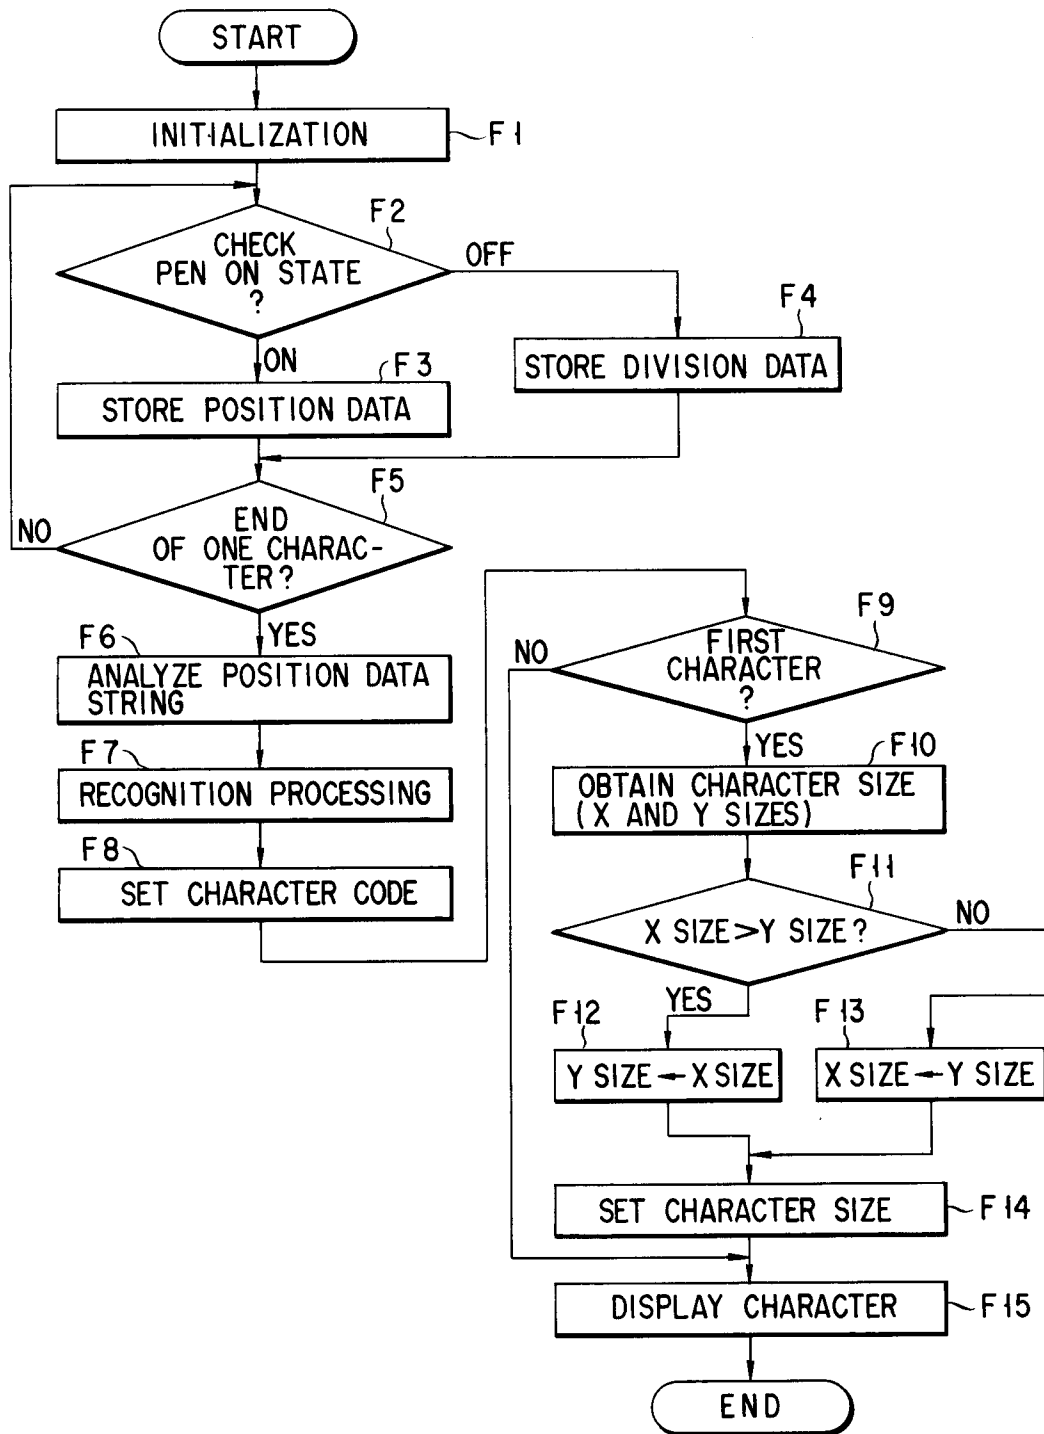 START
INITIALIZATION
F1
F2
CHECK
PEN ON STATE
?
OFF
ON
F3
STORE POSITION DATA
F4
STORE DIVISION DATA
F5
END
OF ONE CHARAC-
TER?
NO
YES
F6
ANALYZE POSITION DATA
STRING
F7
RECOGNITION PROCESSING
F8
SET CHARACTER CODE
F9
FIRST
CHARACTER
?
NO
YES
F10
OBTAIN CHARACTER SIZE
(X AND Y SIZES)
F11
X SIZE>Y SIZE?
NO
YES
F12
Y SIZE←X SIZE
F13
X SIZE←Y SIZE
SET CHARACTER SIZE
F14
DISPLAY CHARACTER
F15
END